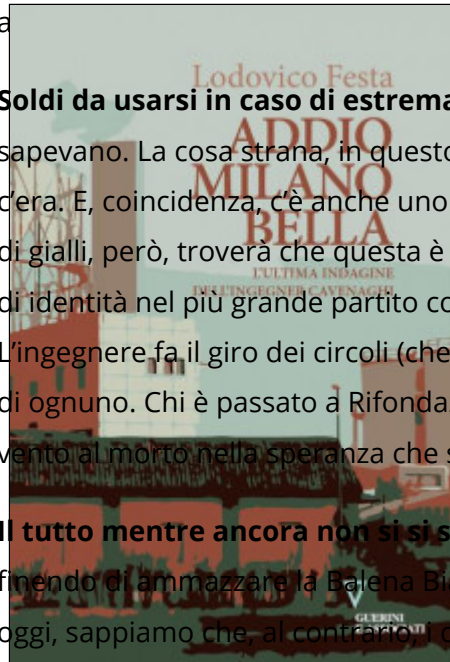 a
Lodovico Festa
Soldi da usarsi in caso di estrema
ADDIO
sapevano. La cosa strana, in questo
MILANO
c'era. E, coincidenza, c'è anche uno
BELLA
di gialli, però, troverà che questa è
L'ULTIMA INDAGINE
DELL'INGEGNER CAVENAGHI
di identità nel più grande partito co
L'ingegnere fa il giro dei circoli (che
di ognuno. Chi è passato a Rifonda
vento al morto nella speranza che s
Il tutto mentre ancora non si si s
finendo di ammazzare la Balena Bi
GUERINI
E ASSOCIATI
oggi, sappiamo che, al contrario, i c